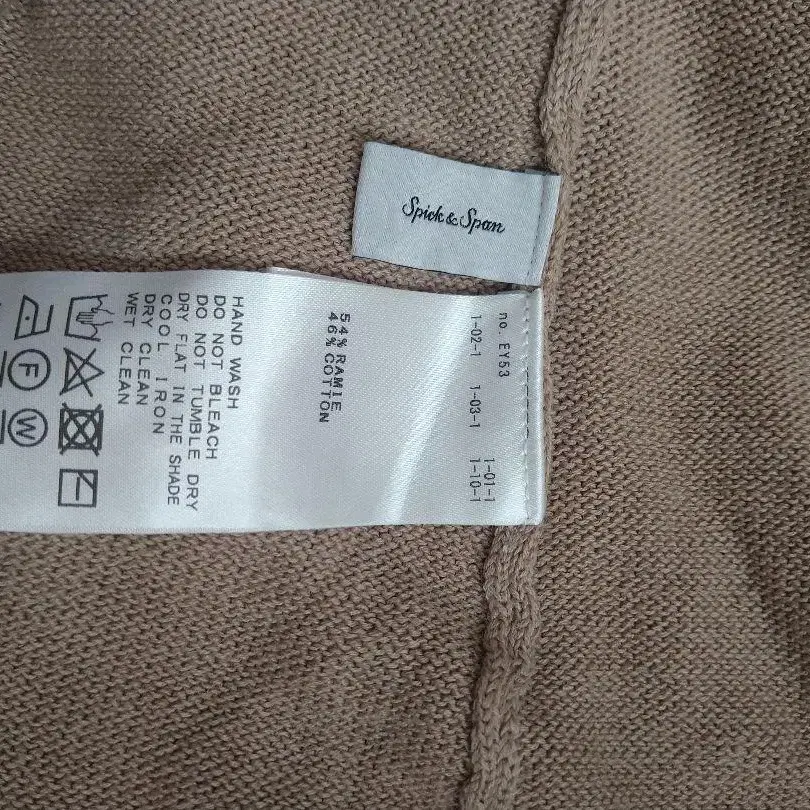 Spick & Span
no. EY53
1-01-1
1-02-1 1-03-1 1-10-1
54% RAMIE
46% COTTON
HAND WASH
DO NOT BLEACH
DO NOT TUMBLE DRY
DRY FLAT IN THE SHADE
COOL IRON
DRY CLEAN
WET CLEAN
F
W